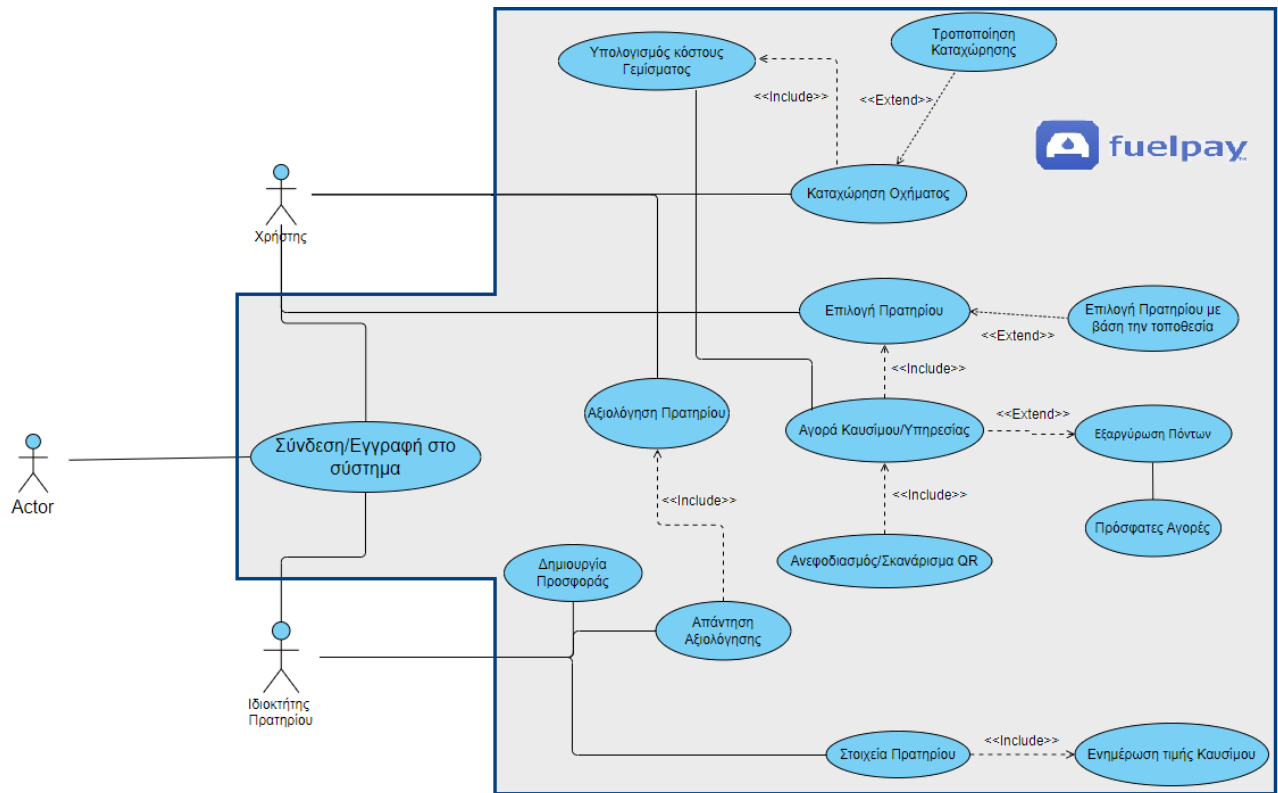 Τροποποίηση
Καταχώρησης
Υπολογισμός κόστους
Γεμίσματος
<<Include>>
<<Extend>>
fuelpay
Καταχώρηση Οχήματος
Χρήστης
Επιλογή Πρατηρίου
Επιλογή Πρατηρίου με
βάση την τοποθεσία
<<Extend>>
<<Include>>
Αξιολόγηση Πρατηρίου
Αγορά Καυσίμου/Υπηρεσίας
<<Extend>>
Εξαργύρωση Πόντων
Σύνδεση/Εγγραφή στο
σύστημα
Actor
<<Include>>
<<Include>>
Πρόσφατες Αγορές
Δημιουργία
Προσφοράς
Ανεφοδιασμός/Σκανάρισμα QR
Απάντηση
Αξιολόγησης
Ιδιοκτήτης
Πρατηρίου
Στοιχεία Πρατηρίου
<<Include>>
Ενημέρωση τιμής Καυσίμου